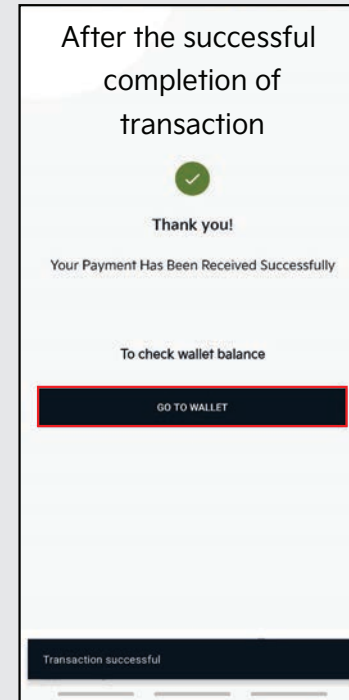 After the successful
completion of
transaction
Thank you!
Your Payment Has Been Received Successfully
To check wallet balance
GO TO WALLET
Transaction successful